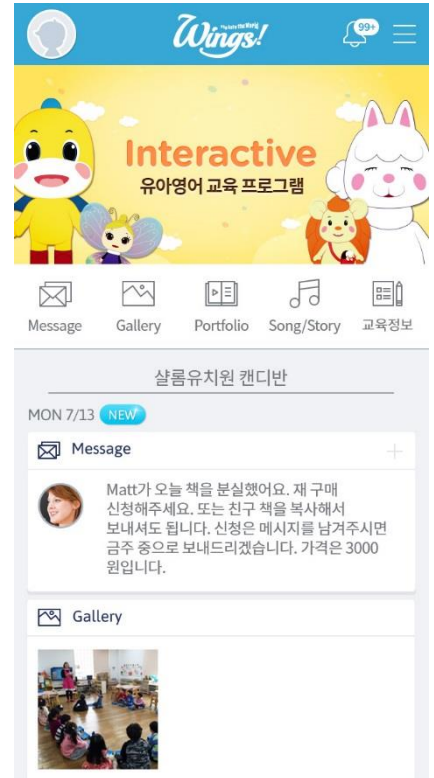 Wings!
99+
Interactive
유아영어 교육 프로그램
Message
Gallery
Portfolio
Song/Story
교육정보
샬롬유치원 캔디반
MON 7/13
NEW
Message
Matt가 오늘 책을 분실했어요. 재 구매
신청해주세요. 또는 친구 책을 복사해서
보내셔도 됩니다. 신청은 메시지를 남겨주시면
금주 중으로 보내드리겠습니다. 가격은 3000
원입니다.
Gallery